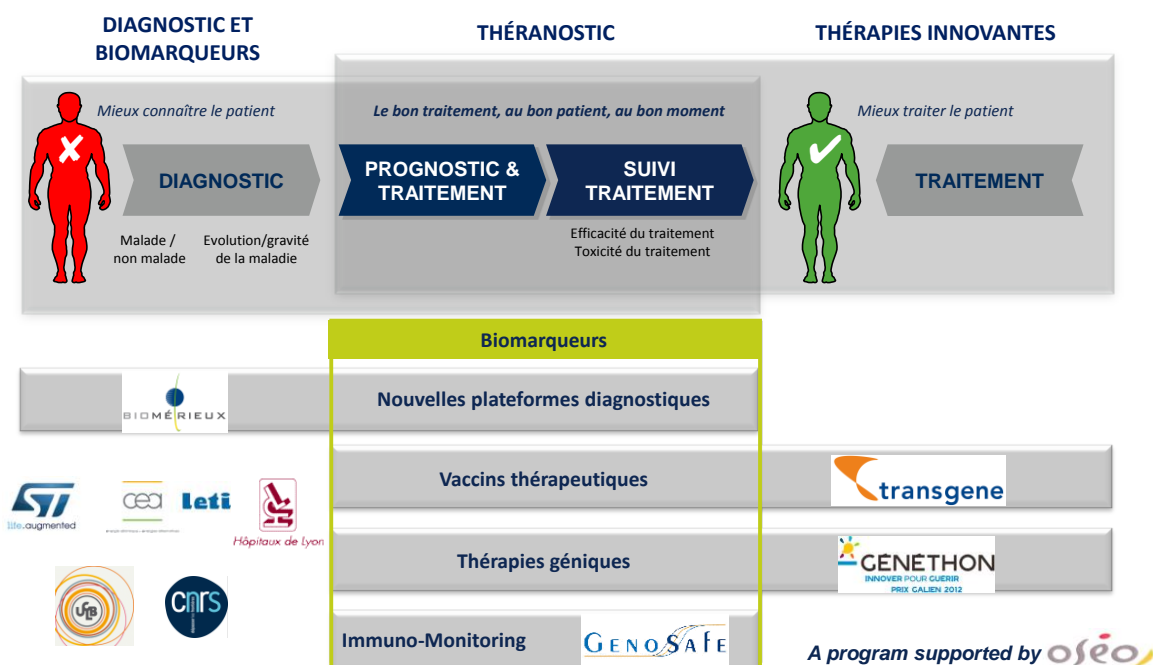 DIAGNOSTIC ET
BIOMARQUEURS
THÉRANOSTIC
THÉRAPIES INNOVANTES
Mieux connaître le patient
Le bon traitement, au bon patient, au bon moment
Mieux traiter le patient
DIAGNOSTIC
PROGNOSTIC &
TRAITEMENT
SUIVI
TRAITEMENT
TRAITEMENT
Malade /
non malade
Evolution/gravité
de la maladie
Efficacité du traitement
Toxicité du traitement
Biomarqueurs
BIOMÉRIEUX
Nouvelles plateformes diagnostiques
Vaccins thérapeutiques
transgene
ST
life.augmented
cea
leti
Hôpitaux de Lyon
Thérapies géniques
GÉNÉTHON
INNOVER POUR GUÉRIR
PRIX GALIEN 2012
cnrs
Immuno-Monitoring
GENOSAFE
A program supported by oséo